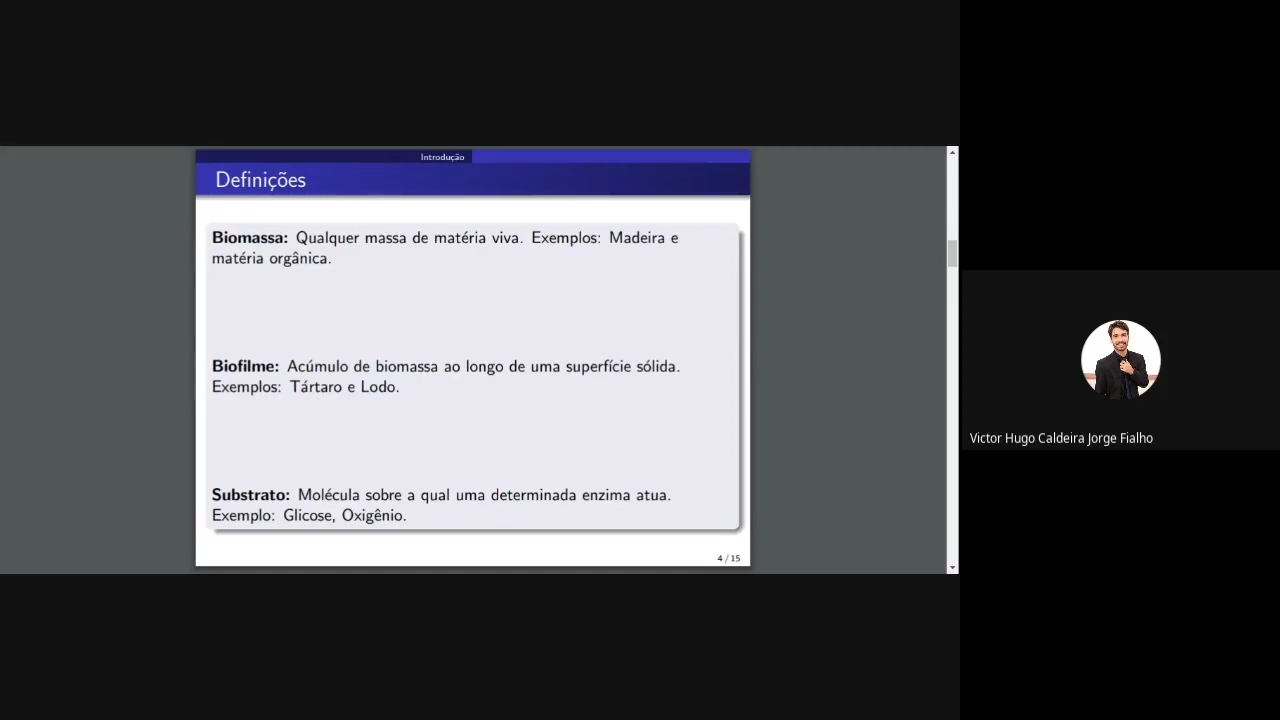 Introdução
Definições
Biomassa: Qualquer massa de matéria viva. Exemplos: Madeira e
matéria orgânica.
Biofilme: Acúmulo de biomassa ao longo de uma superfície sólida.
Exemplos: Tártaro e Lodo.
Substrato: Molécula sobre a qual uma determinada enzima atua.
Exemplo: Glicose, Oxigênio.
4 / 15
Victor Hugo Caldeira Jorge Fialho